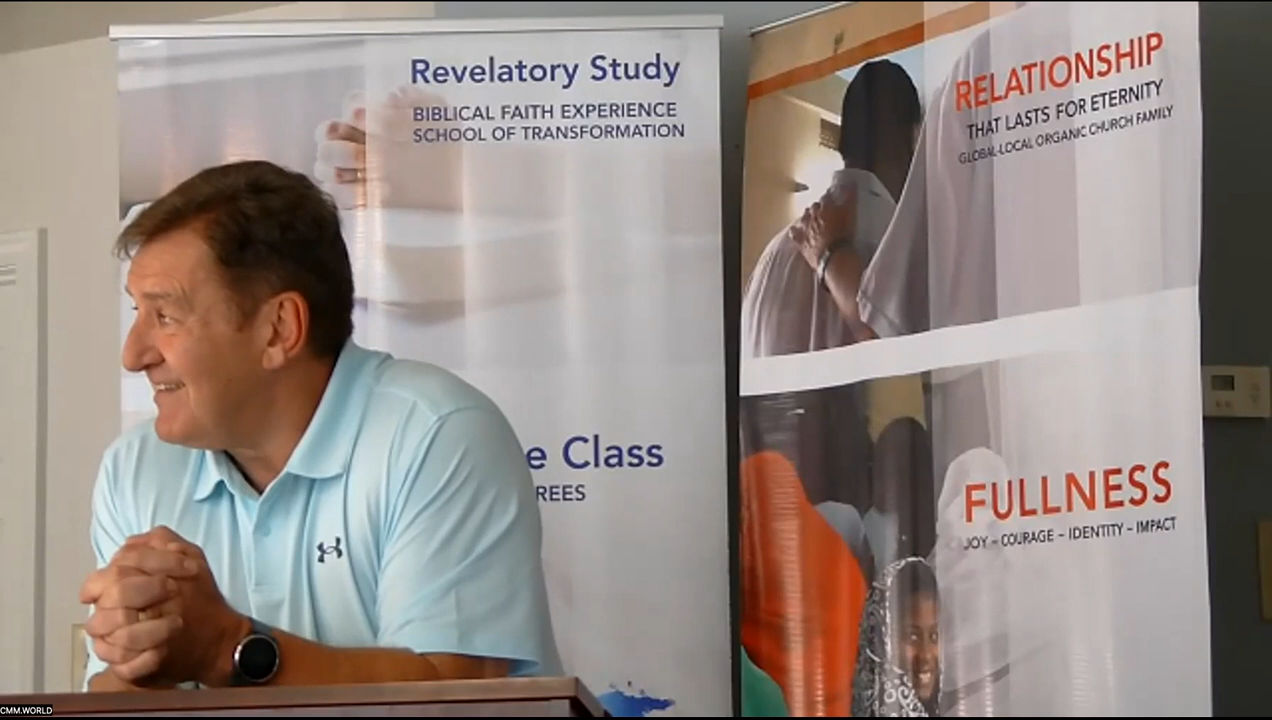 Revelatory Study
BIBLICAL FAITH EXPERIENCE
SCHOOL OF TRANSFORMATION
e Class
REES
RELATIONSHIP
THAT LASTS FOR ETERNITY
GLOBAL-LOCAL ORGANIC CHURCH FAMILY
FULLNESS
JOY – COURAGE – IDENTITY – IMPACT
CMM.WORLD